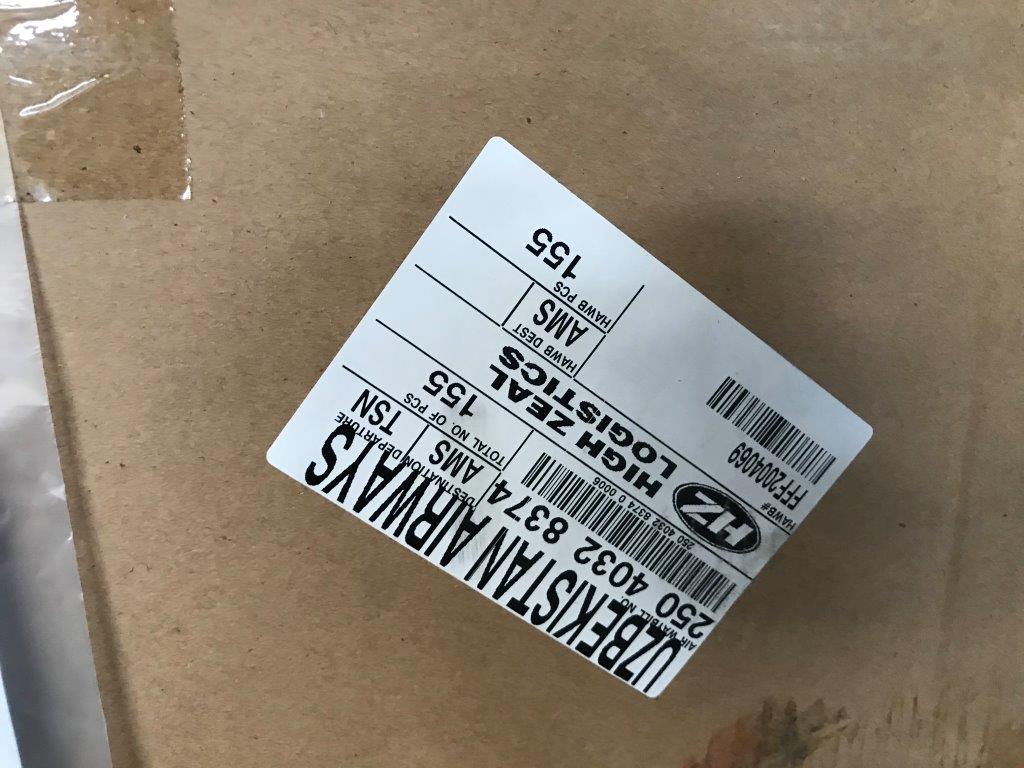 UZBEKISTAN AIRWAYS
AIR WAYBILL NO.
250 4032 8374
DESTINATION
AMS
DEPARTURE
TSN
250 4032 8374 0 0006
TOTAL NO. OF PCS
155
HZ
HIGH ZEAL
LOGISTICS
HAWB DEST
AMS
HAWB#
FFF2004069
HAWB PCS
155